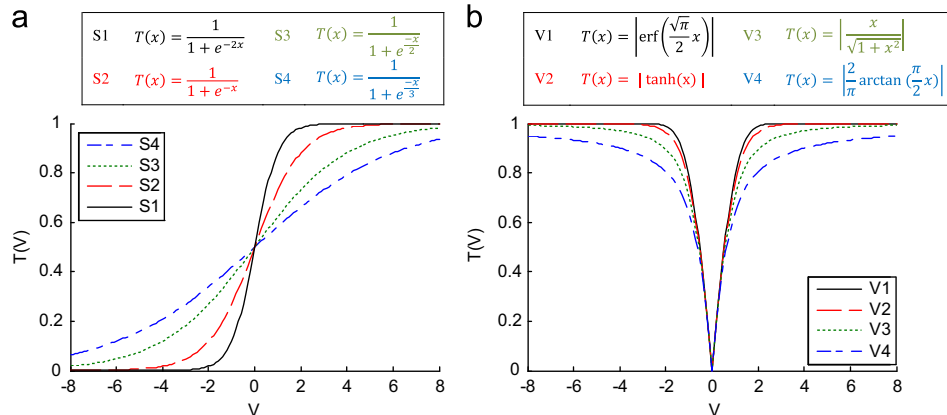 a
S1 T(x) = 1/(1 + e^{-2x}) S3 T(x) = 1/(1 + e^{-x/2})
S2 T(x) = 1/(1 + e^{-x}) S4 T(x) = 1/(1 + e^{-x/3})
1
0.8
0.6
0.4
0.2
0
T(V)
S4
S3
S2
S1
-8 -6 -4 -2 0 2 4 6 8
V
b
V1 T(x) = |erf(√π/2 x)| V3 T(x) = |x/√(1 + x²)|
V2 T(x) = |tanh(x)| V4 T(x) = |2/π arctan (π/2 x)|
1
0.8
0.6
0.4
0.2
0
T(V)
V1
V2
V3
V4
-8 -6 -4 -2 0 2 4 6 8
V